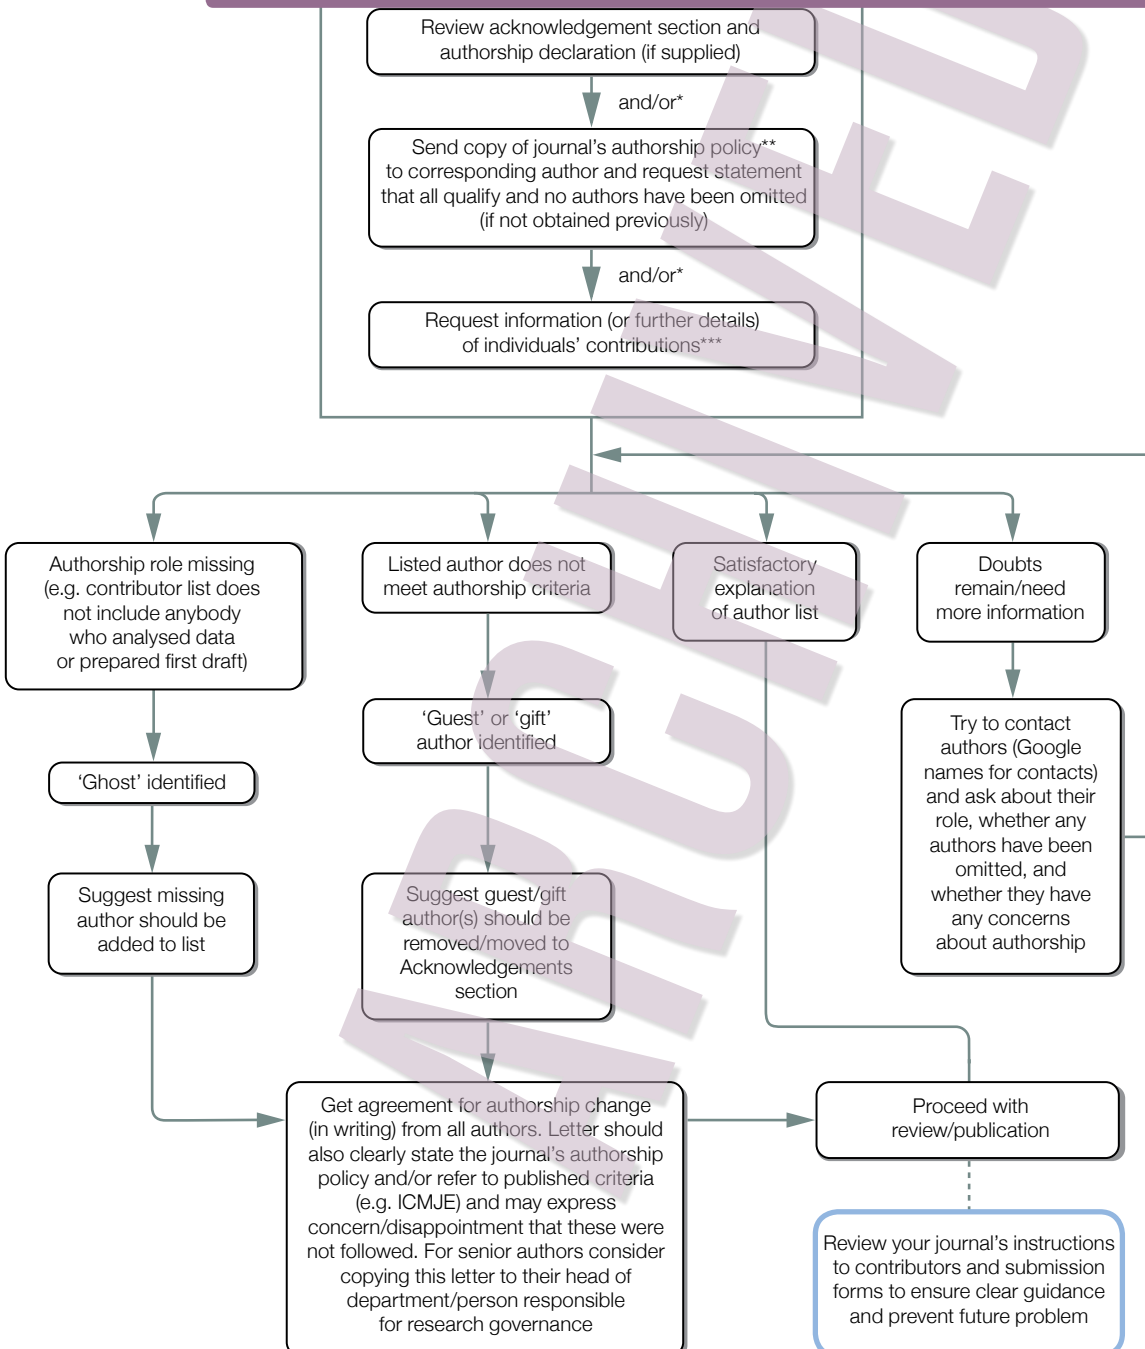 Review acknowledgement section and
authorship declaration (if supplied)
and/or*
Send copy of journal's authorship policy**
to corresponding author and request statement
that all qualify and no authors have been omitted
(if not obtained previously)
and/or*
Request information (or further details)
of individuals' contributions***
Authorship role missing
(e.g. contributor list does
not include anybody
who analysed data
or prepared first draft)
'Ghost' identified
Suggest missing
author should be
added to list
Listed author does not
meet authorship criteria
'Guest' or 'gift'
author identified
Suggest guest/gift
author(s) should be
removed/moved to
Acknowledgements
section
Satisfactory
explanation
of author list
Doubts
remain/need
more information
Try to contact
authors (Google
names for contacts)
and ask about their
role, whether any
authors have been
omitted, and
whether they have
any concerns
about authorship
Get agreement for authorship change
(in writing) from all authors. Letter should
also clearly state the journal's authorship
policy and/or refer to published criteria
(e.g. ICMJE) and may express
concern/disappointment that these were
not followed. For senior authors consider
copying this letter to their head of
department/person responsible
for research governance
Proceed with
review/publication
Review your journal's instructions
to contributors and submission
forms to ensure clear guidance
and prevent future problem
ARCHIVED